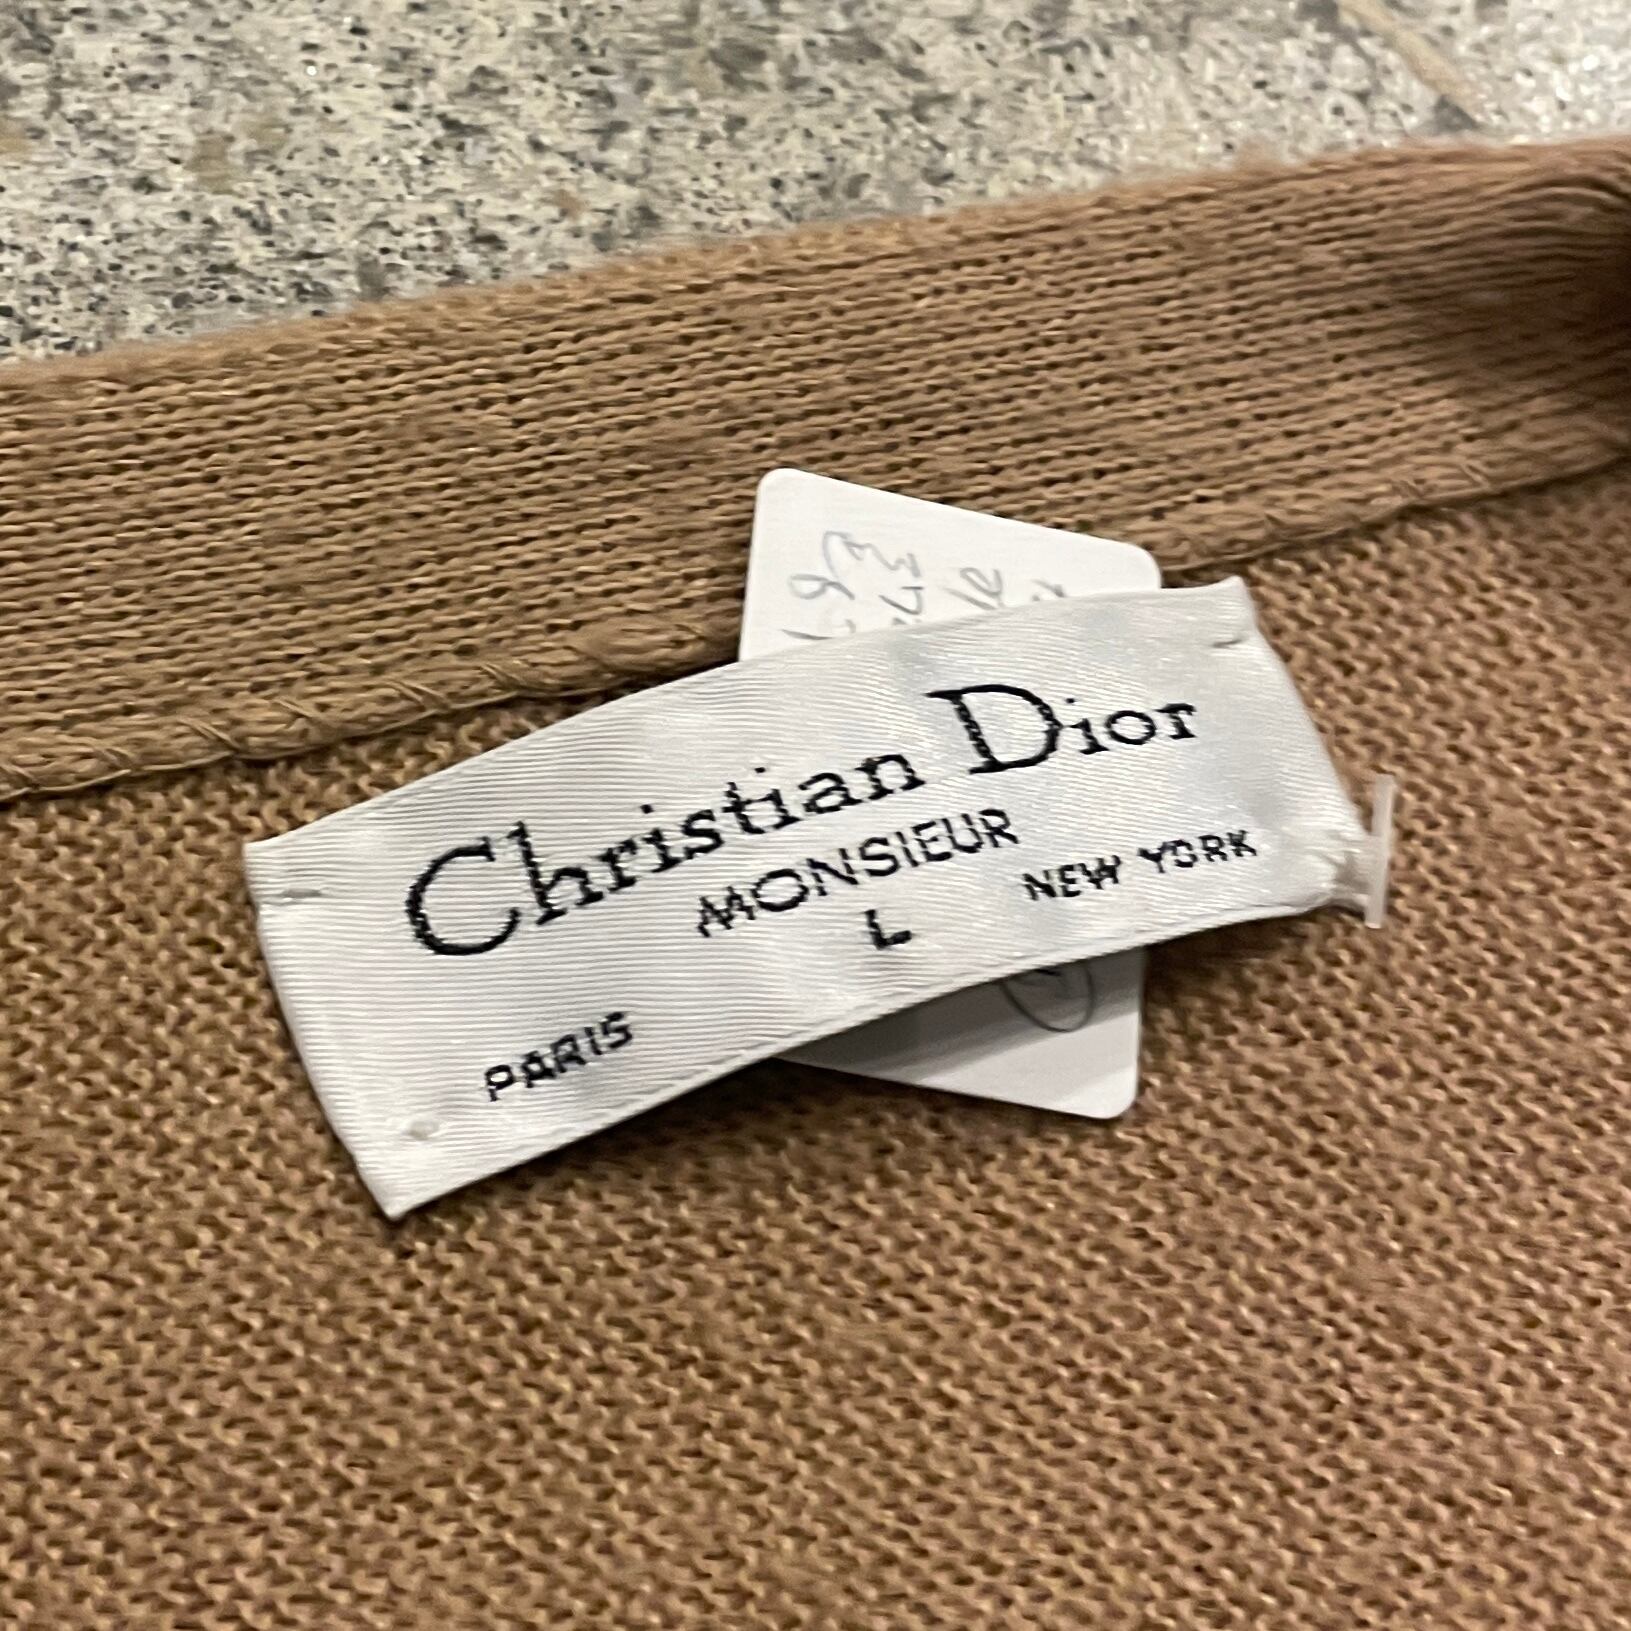 Christian Dior
MONSIEUR
L
PARIS NEW YORK